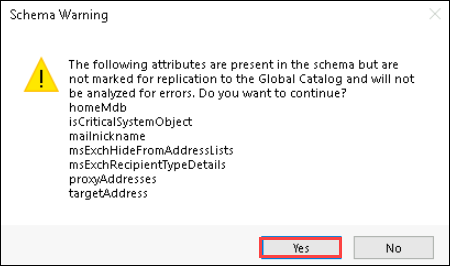 Schema Warning
The following attributes are present in the schema but are
not marked for replication to the Global Catalog and will not
be analyzed for errors. Do you want to continue?
homeMdb
isCriticalSystemObject
mailnickname
msExchHideFromAddressLists
msExchRecipientTypeDetails
proxyAddresses
targetAddress
Yes
No